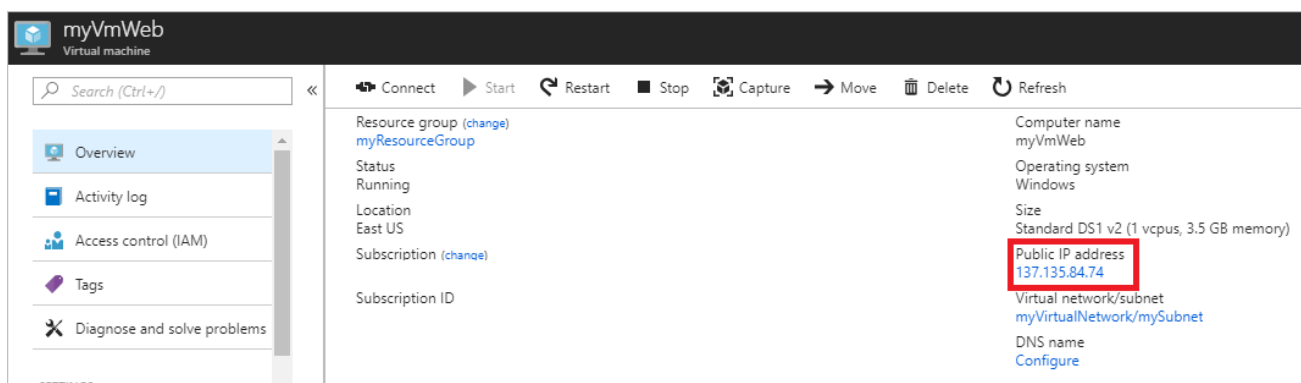 myVmWeb
Virtual machine
Search (Ctrl+/)
«
Overview
Activity log
Access control (IAM)
Tags
Diagnose and solve problems
SETTINGS
Connect Start Restart Stop Capture Move Delete Refresh
Resource group (change)
myResourceGroup
Status
Running
Location
East US
Subscription (change)
Subscription ID
Computer name
myVmWeb
Operating system
Windows
Size
Standard DS1 v2 (1 vcpus, 3.5 GB memory)
Public IP address
137.135.84.74
Virtual network/subnet
myVirtualNetwork/mySubnet
DNS name
Configure